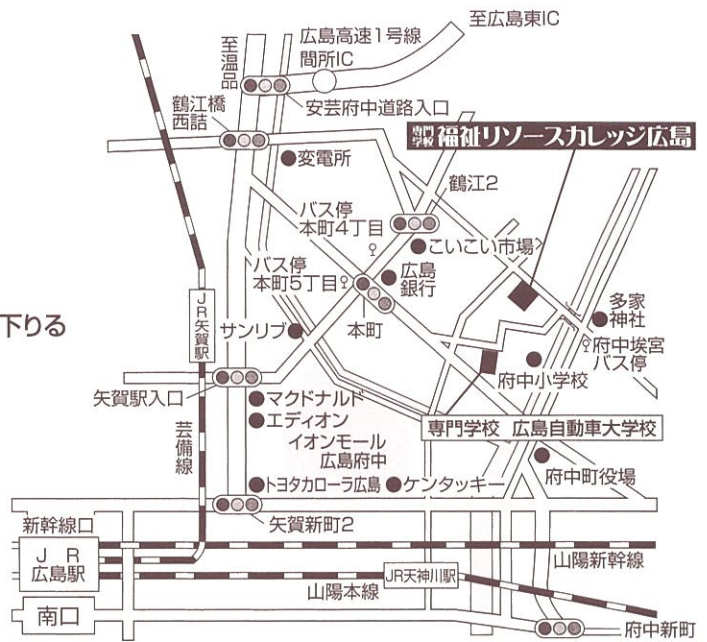 至広島東IC
広島高速1号線
間所IC
至温品
安芸府中道路入口
鶴江橋
西詰
専門
学校
福祉リソースカレッジ広島
変電所
鶴江2
バス停
本町4丁目
こいこい市場
バス停
本町5丁目
広島
銀行
本町
多家
神社
府中埃宮
バス停
下りる
JR矢賀駅
サンリブ
府中小学校
矢賀駅入口
マクドナルド
エディオン
イオンモール
広島府中
専門学校 広島自動車大学校
芸備線
トヨタカローラ広島
ケンタッキー
府中町役場
矢賀新町2
新幹線口
JR
広島駅
山陽新幹線
山陽本線
JR天神川駅
南口
府中新町